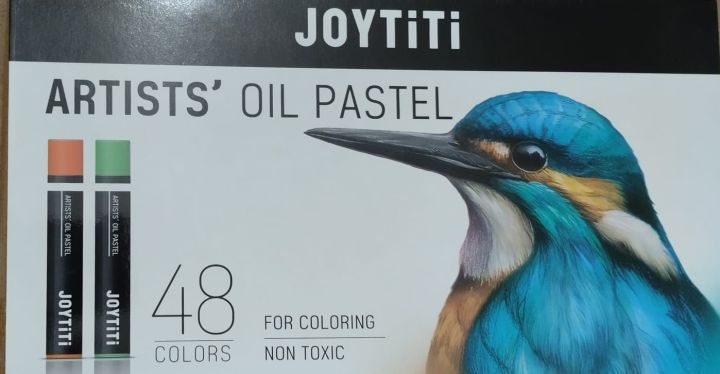 JOYTiTi
ARTISTS' OIL PASTEL
ARTISTS' OIL PASTEL
JOYTiTi
ARTISTS' OIL PASTEL
JOYTiTi
48
COLORS
FOR COLORING
NON TOXIC